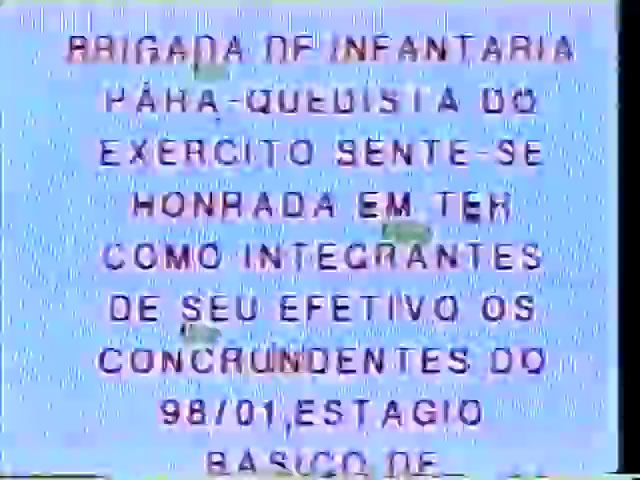 BRIGADA DE INFANTARIA
PÁRA-QUEDISTA DO
EXERCITO SENTE-SE
HONRADA EM TER
COMO INTEGRANTES
DE SEU EFETIVO OS
CONCRUNDENTES DO
98/01,ESTAGIO
BASICO DE